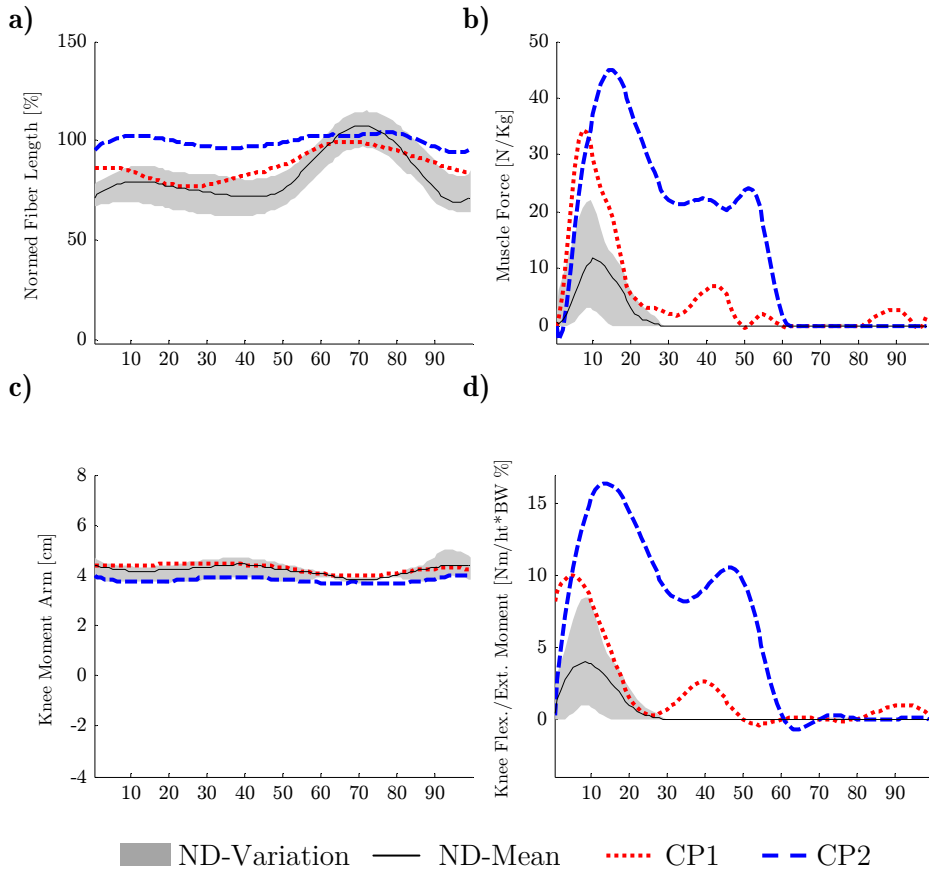 a)
Normed Fiber Length [%]
150
100
50
0
10 20 30 40 50 60 70 80 90
b)
Muscle Force [N/Kg]
50
40
30
20
10
0
10 20 30 40 50 60 70 80 90
c)
Knee Moment Arm [cm]
8
6
4
2
0
-2
-4
10 20 30 40 50 60 70 80 90
d)
Knee Flex./Ext. Moment [Nm/ht*BW %]
15
10
5
0
10 20 30 40 50 60 70 80 90
ND-Variation ND-Mean CP1 CP2